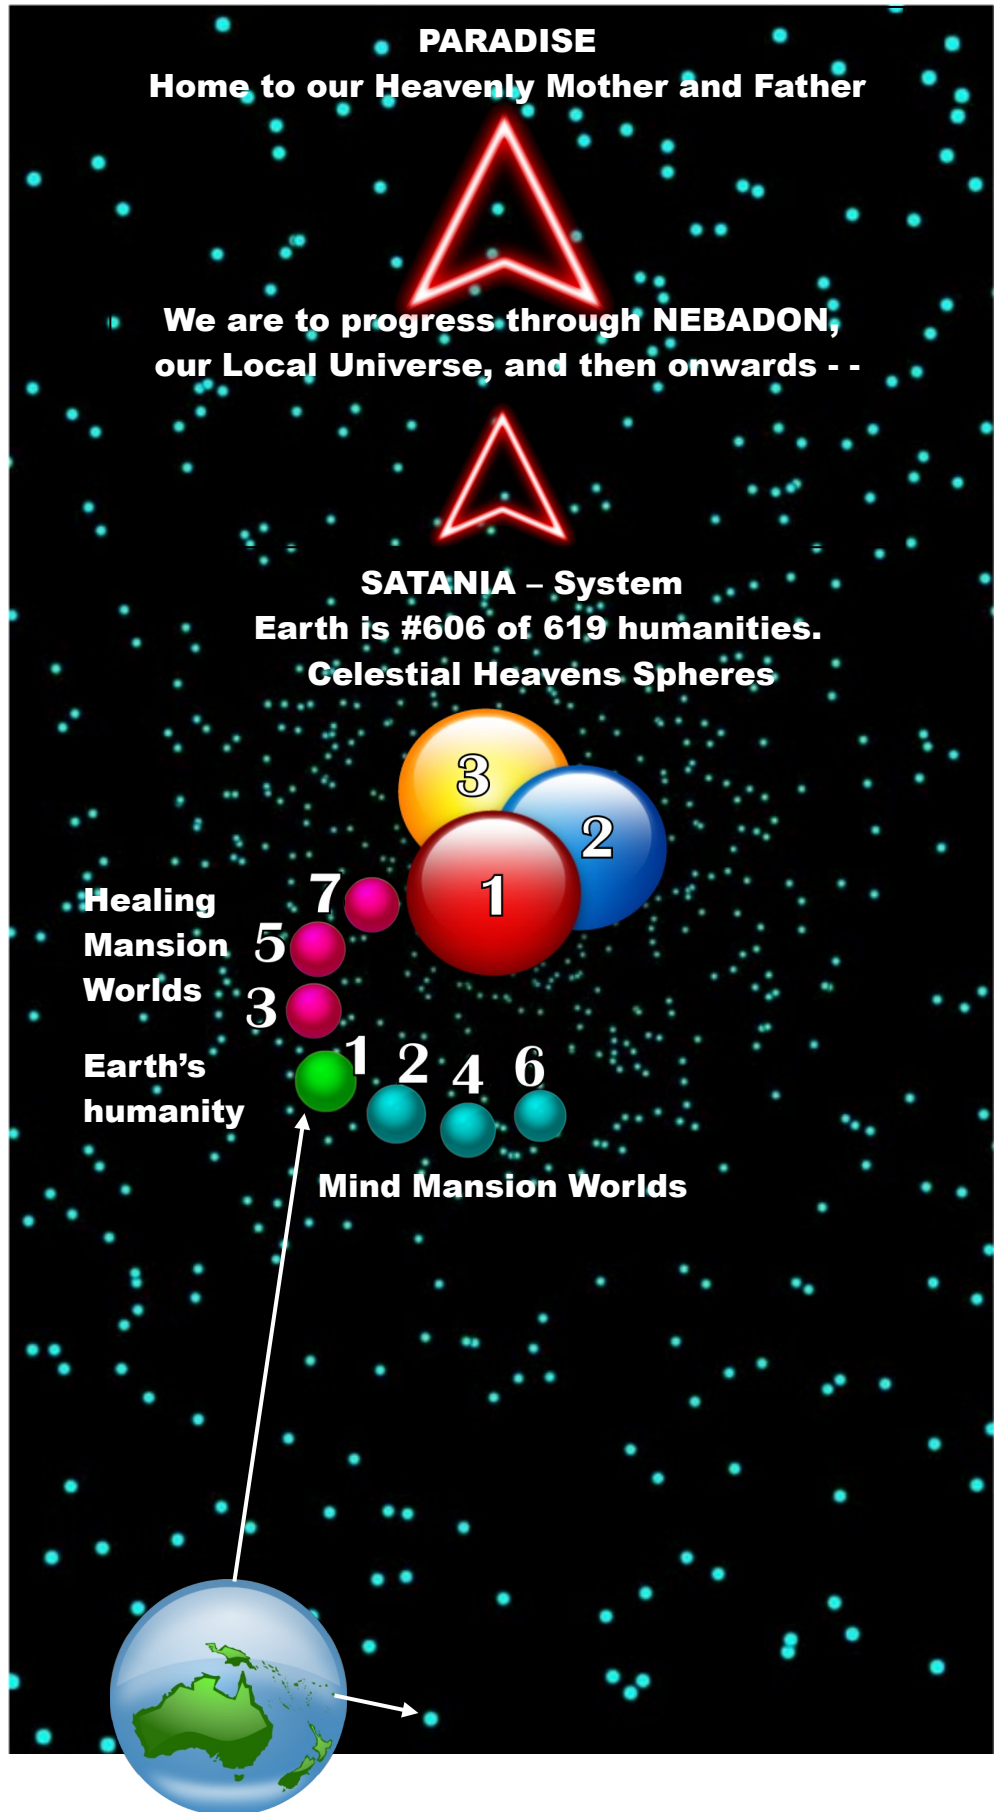 PARADISE
Home to our Heavenly Mother and Father
We are to progress through NEBADON,
our Local Universe, and then onwards - -
SATANIA – System
Earth is #606 of 619 humanities.
Celestial Heavens Spheres
3
2
1
Healing
Mansion
Worlds
7
5
3
Earth’s
humanity
1
2
4
6
Mind Mansion Worlds